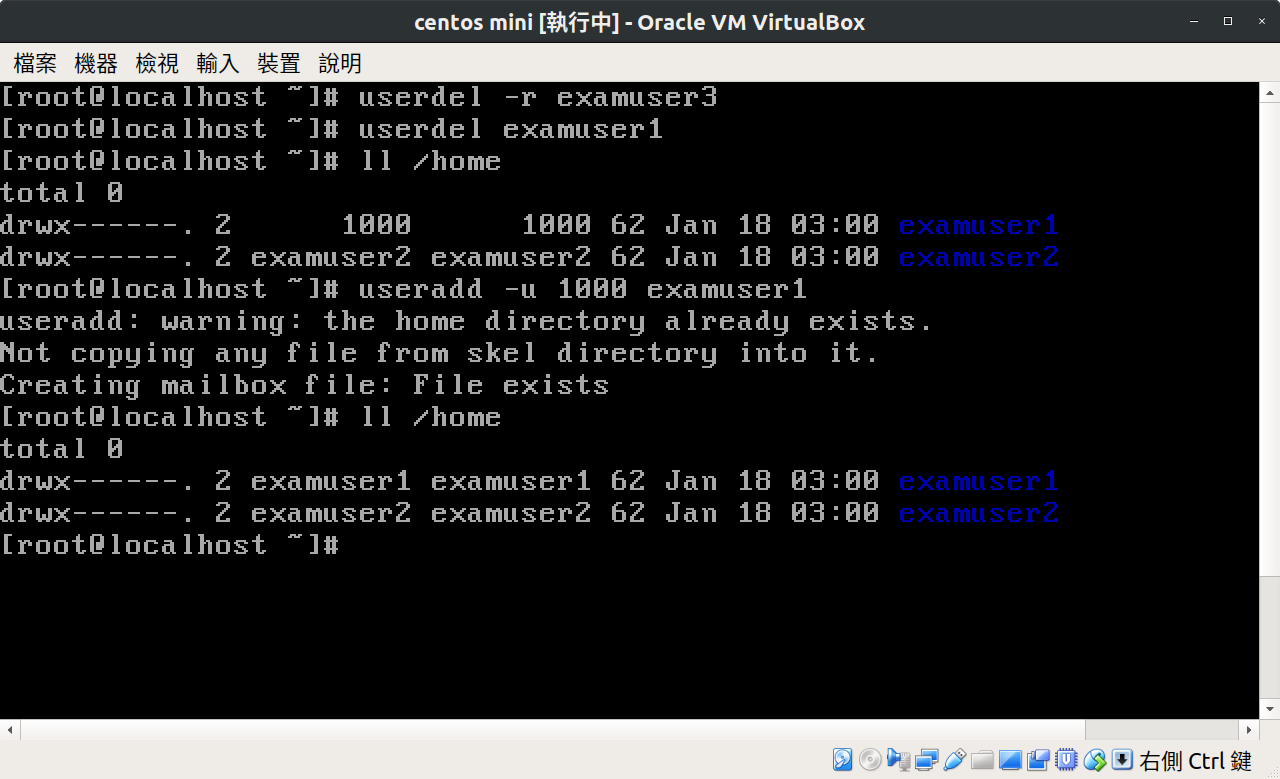 centos mini [執行中] - Oracle VM VirtualBox
檔案 機器 檢視 輸入 裝置 說明
[root@localhost ~]# userdel -r examuser3
[root@localhost ~]# userdel examuser1
[root@localhost ~]# ll /home
total 0
drwx------. 2      1000      1000 62 Jan 18 03:00 examuser1
drwx------. 2 examuser2 examuser2 62 Jan 18 03:00 examuser2
[root@localhost ~]# useradd -u 1000 examuser1
useradd: warning: the home directory already exists.
Not copying any file from skel directory into it.
Creating mailbox file: File exists
[root@localhost ~]# ll /home
total 0
drwx------. 2 examuser1 examuser1 62 Jan 18 03:00 examuser1
drwx------. 2 examuser2 examuser2 62 Jan 18 03:00 examuser2
[root@localhost ~]#
右側 Ctrl 鍵